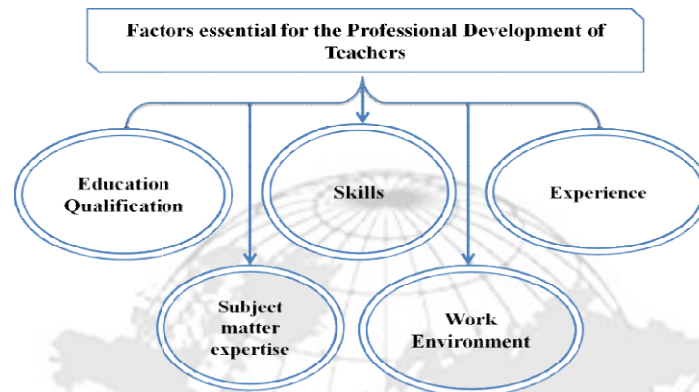 Factors essential for the Professional Development of
Teachers
Education
Qualification
Skills
Experience
Subject
matter
expertise
Work
Environment